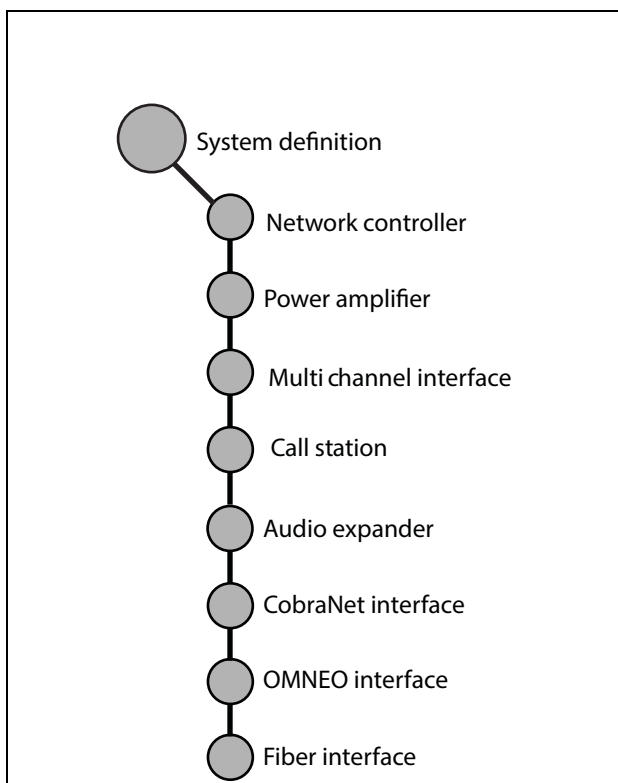 System definition
Network controller
Power amplifier
Multi channel interface
Call station
Audio expander
CobraNet interface
OMNEO interface
Fiber interface